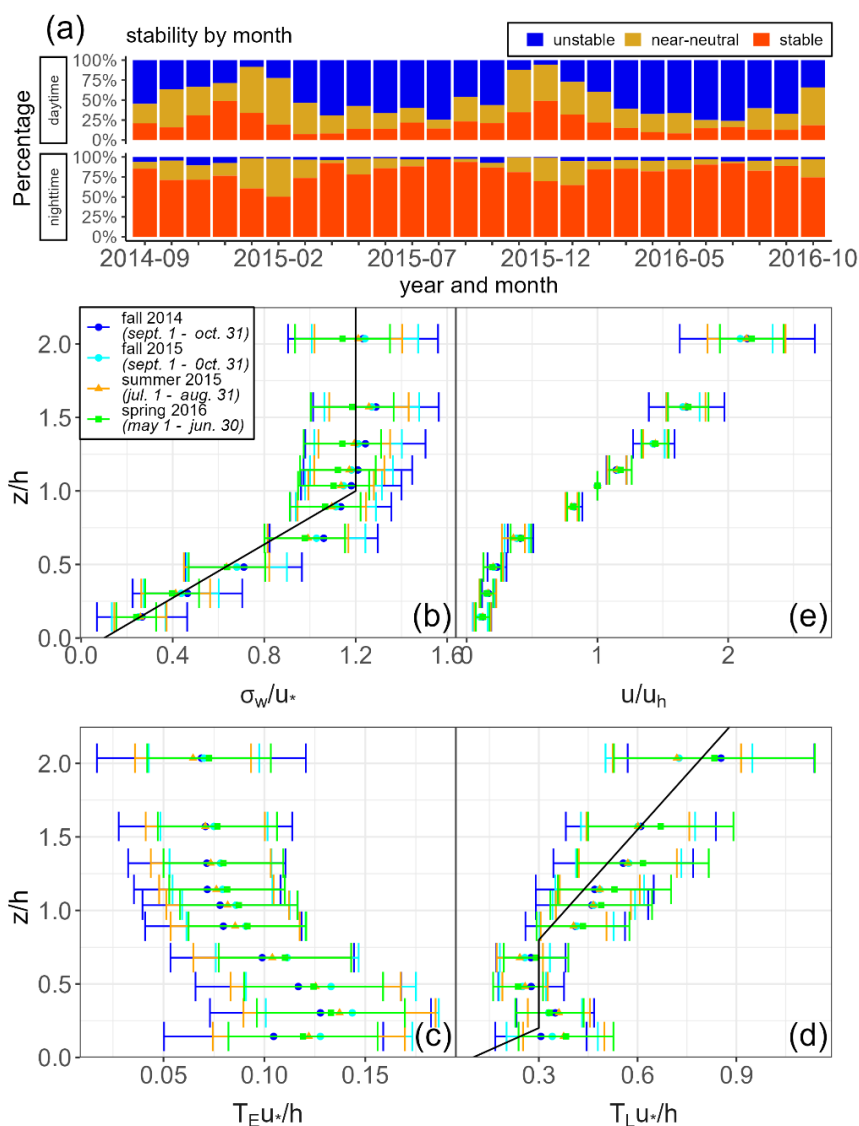 (a)
stability by month
unstable near-neutral stable
Percentage
daytime
100%
75%
50%
25%
0%
nighttime
100%
75%
50%
25%
0%
2014-09 2015-02 2015-07 2015-12 2016-05 2016-10
year and month
fall 2014
(sept. 1 - oct. 31)
fall 2015
(sept. 1 - 0ct. 31)
summer 2015
(jul. 1 - aug. 31)
spring 2016
(may 1 - jun. 30)
z/h
2.0
1.5
1.0
0.5
0.0
(b)
0.0 0.4 0.8 1.2 1.6
σw/u*
(e)
0 1 2
u/uh
z/h
2.0
1.5
1.0
0.5
0.0
(c)
0.05 0.10 0.15
TEu*/h
(d)
0.3 0.6 0.9
TLu*/h